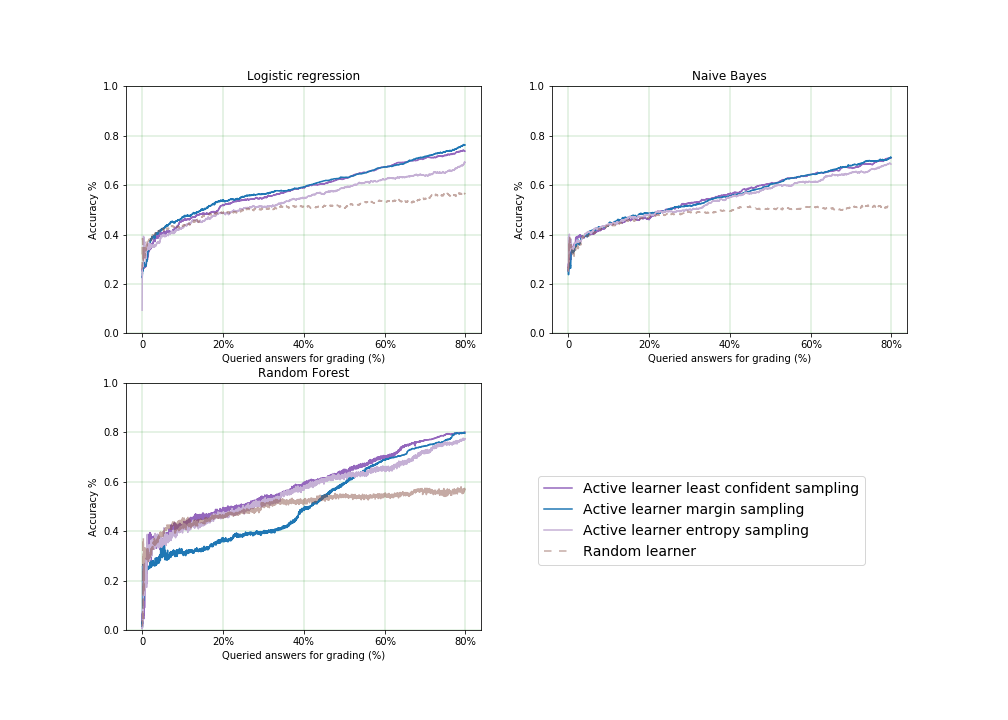 Logistic regression
1.0
0.8
0.6
0.4
0.2
0.0
Accuracy %
0 20% 40% 60% 80%
Queried answers for grading (%)
Naive Bayes
1.0
0.8
0.6
0.4
0.2
0.0
Accuracy %
0 20% 40% 60% 80%
Queried answers for grading (%)
Random Forest
1.0
0.8
0.6
0.4
0.2
0.0
Accuracy %
0 20% 40% 60% 80%
Queried answers for grading (%)
Active learner least confident sampling
Active learner margin sampling
Active learner entropy sampling
Random learner